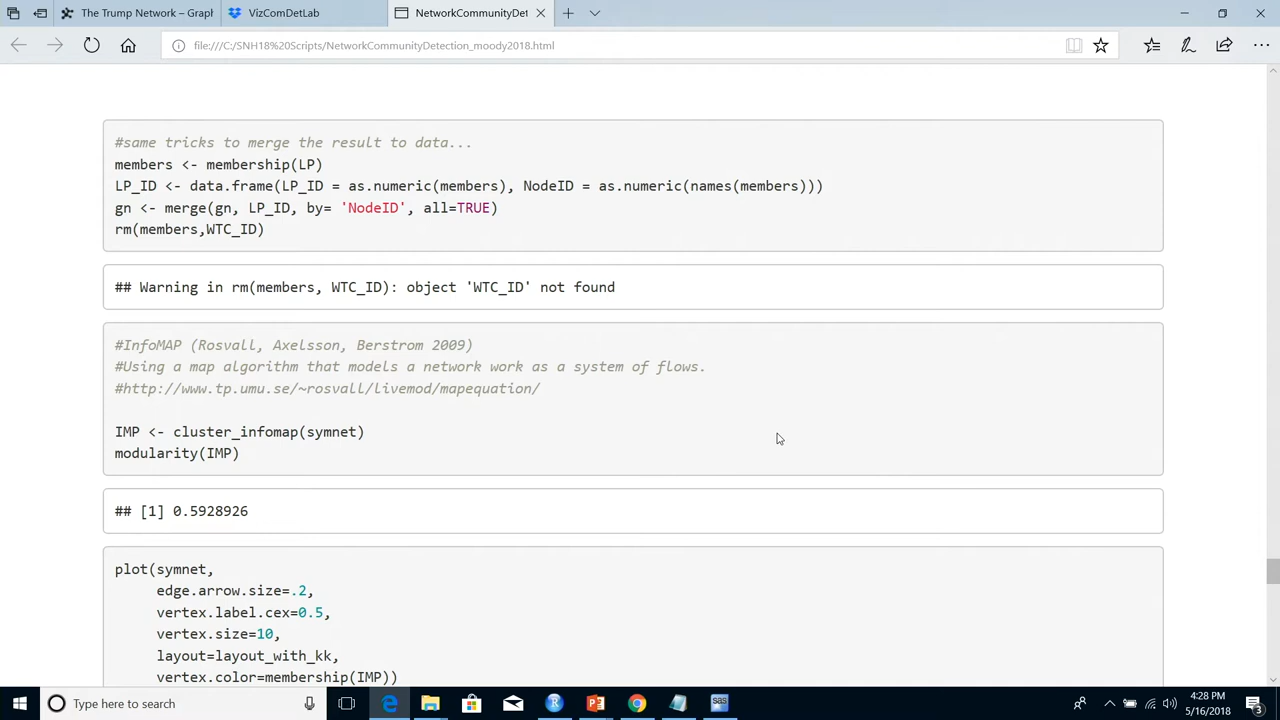 The Trump Network – Grapl
VizComDetLab
NetworkCommunityDet
file:///C:/SNH18%20Scripts/NetworkCommunityDetection_moody2018.html
#same tricks to merge the result to data...
members <- membership(LP)
LP_ID <- data.frame(LP_ID = as.numeric(members), NodeID = as.numeric(names(members)))
gn <- merge(gn, LP_ID, by= 'NodeID', all=TRUE)
rm(members,WTC_ID)
## Warning in rm(members, WTC_ID): object 'WTC_ID' not found
#InfoMAP (Rosvall, Axelsson, Berstrom 2009)
#Using a map algorithm that models a network work as a system of flows.
#http://www.tp.umu.se/~rosvall/livemod/mapequation/
IMP <- cluster_infomap(symnet)
modularity(IMP)
## [1] 0.5928926
plot(symnet,
edge.arrow.size=.2,
vertex.label.cex=0.5,
vertex.size=10,
layout=layout_with_kk,
vertex.color=membership(IMP))
Type here to search
4:28 PM
5/16/2018